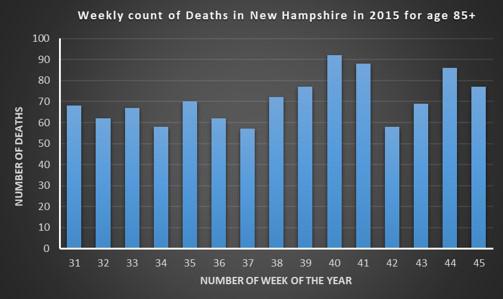 Weekly count of Deaths in New Hampshire in 2015 for age 85+
NUMBER OF DEATHS
100
90
80
70
60
50
40
30
20
10
0
31 32 33 34 35 36 37 38 39 40 41 42 43 44 45
NUMBER OF WEEK OF THE YEAR